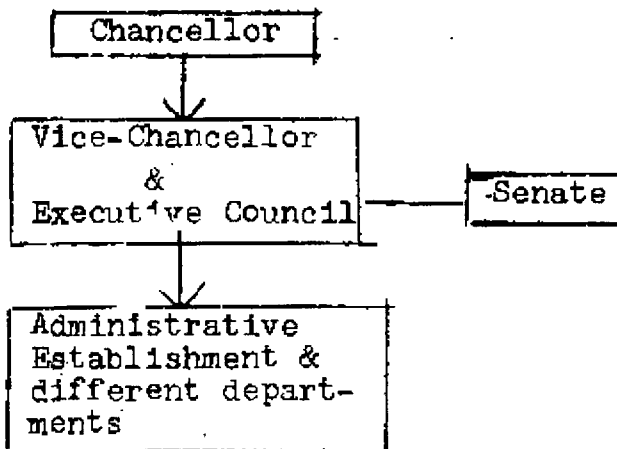 Chancellor
Vice-Chancellor
&
Executive Council
Senate
Administrative
Establishment &
different depart-
ments